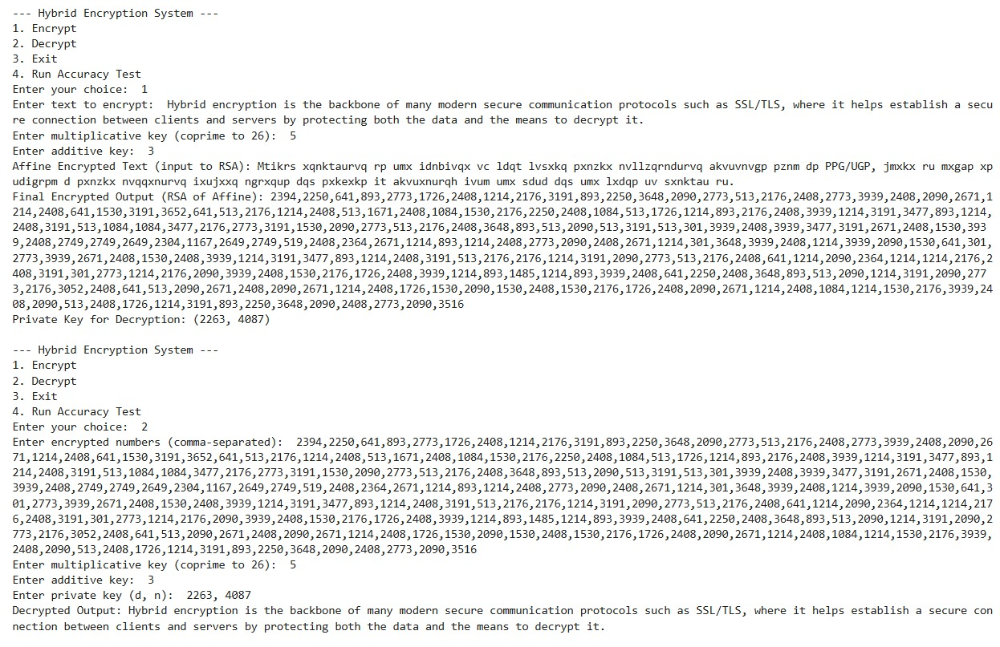 --- Hybrid Encryption System ---
1. Encrypt
2. Decrypt
3. Exit
4. Run Accuracy Test
Enter your choice:  1
Enter text to encrypt:  Hybrid encryption is the backbone of many modern secure communication protocols such as SSL/TLS, where it helps establish a secu
re connection between clients and servers by protecting both the data and the means to decrypt it.
Enter multiplicative key (coprime to 26):  5
Enter additive key:  3
Affine Encrypted Text (input to RSA): Mtikrs xqnktaurvq rp umx idnbivqx vc ldqt lvsxkq pxnzkx nvllzqrndurvq akvuvnvgp pznm dp PPG/UGP, jmxkx ru mxgap xp
udigrpm d pxnzkx nvqqxnurvq ixujxxq ngrxqup dqs pxkexkp it akvuxnurqh ivum umx sdud dqs umx lxdqp uv sxnktau ru.
Final Encrypted Output (RSA of Affine): 2394,2250,641,893,2773,1726,2408,1214,2176,3191,893,2250,3648,2090,2773,513,2176,2408,2773,3939,2408,2090,2671,1
214,2408,641,1530,3191,3652,641,513,2176,1214,2408,513,1671,2408,1084,1530,2176,2250,2408,1084,513,1726,1214,893,2176,2408,3939,1214,3191,3477,893,1214,
2408,3191,513,1084,1084,3477,2176,2773,3191,1530,2090,2773,513,2176,2408,3648,893,513,2090,513,3191,513,301,3939,2408,3939,3477,3191,2671,2408,1530,393
9,2408,2749,2749,2649,2304,1167,2649,2749,519,2408,2364,2671,1214,893,1214,2408,2773,2090,2408,2671,1214,301,3648,3939,2408,1214,3939,2090,1530,641,301,
2773,3939,2671,2408,1530,2408,3939,1214,3191,3477,893,1214,2408,3191,513,2176,2176,1214,3191,2090,2773,513,2176,2408,641,1214,2090,2364,1214,1214,2176,2
408,3191,301,2773,1214,2176,2090,3939,2408,1530,2176,1726,2408,3939,1214,893,1485,1214,893,3939,2408,641,2250,2408,3648,893,513,2090,1214,3191,2090,277
3,2176,3052,2408,641,513,2090,2671,2408,2090,2671,1214,2408,1726,1530,2090,1530,2408,1530,2176,1726,2408,2090,2671,1214,2408,1084,1214,1530,2176,3939,24
08,2090,513,2408,1726,1214,3191,893,2250,3648,2090,2408,2773,2090,3516
Private Key for Decryption: (2263, 4087)
--- Hybrid Encryption System ---
1. Encrypt
2. Decrypt
3. Exit
4. Run Accuracy Test
Enter your choice:  2
Enter encrypted numbers (comma-separated):  2394,2250,641,893,2773,1726,2408,1214,2176,3191,893,2250,3648,2090,2773,513,2176,2408,2773,3939,2408,2090,26
71,1214,2408,641,1530,3191,3652,641,513,2176,1214,2408,513,1671,2408,1084,1530,2176,2250,2408,1084,513,1726,1214,893,2176,2408,3939,1214,3191,3477,893,1
214,2408,3191,513,1084,1084,3477,2176,2773,3191,1530,2090,2773,513,2176,2408,3648,893,513,2090,513,3191,513,301,3939,2408,3939,3477,3191,2671,2408,1530,
3939,2408,2749,2749,2649,2304,1167,2649,2749,519,2408,2364,2671,1214,893,1214,2408,2773,2090,2408,2671,1214,301,3648,3939,2408,1214,3939,2090,1530,641,3
01,2773,3939,2671,2408,1530,2408,3939,1214,3191,3477,893,1214,2408,3191,513,2176,2176,1214,3191,2090,2773,513,2176,2408,641,1214,2090,2364,1214,1214,217
6,2408,3191,301,2773,1214,2176,2090,3939,2408,1530,2176,1726,2408,3939,1214,893,1485,1214,893,3939,2408,641,2250,2408,3648,893,513,2090,1214,3191,2090,2
773,2176,3052,2408,641,513,2090,2671,2408,2090,2671,1214,2408,1726,1530,2090,1530,2408,1530,2176,1726,2408,2090,2671,1214,2408,1084,1214,1530,2176,3939,
2408,2090,513,2408,1726,1214,3191,893,2250,3648,2090,2408,2773,2090,3516
Enter multiplicative key (coprime to 26):  5
Enter additive key:  3
Enter private key (d, n):  2263, 4087
Decrypted Output: Hybrid encryption is the backbone of many modern secure communication protocols such as SSL/TLS, where it helps establish a secure con
nection between clients and servers by protecting both the data and the means to decrypt it.